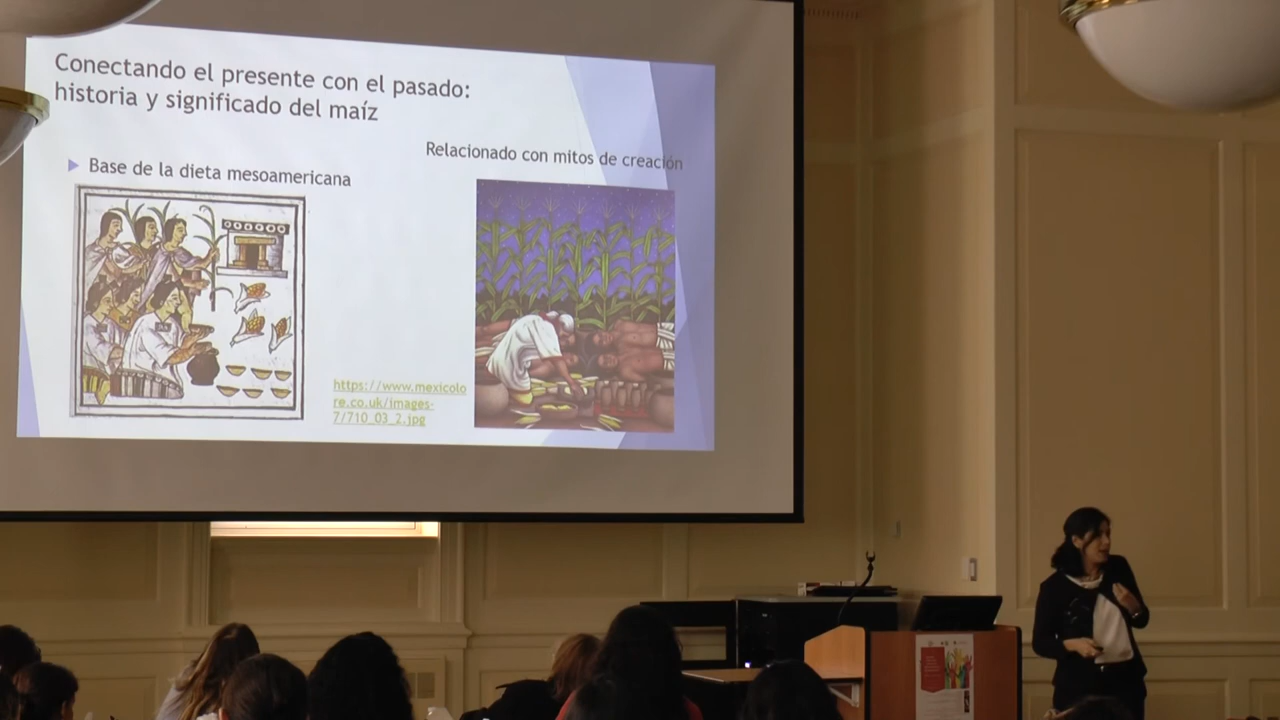 Conectando el presente con el pasado:
historia y significado del maíz
Relacionado con mitos de creación
Base de la dieta mesoamericana
https://www.mexicolo
re.co.uk/images-
7/710_03_2.jpg